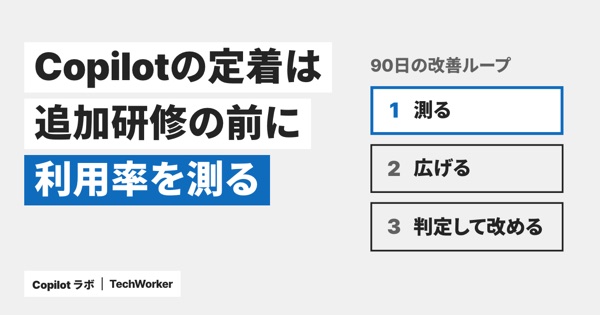 Copilotの定着は
追加研修の前に
利用率を測る
90日の改善ループ
1 測る
2 広げる
3 判定して改める
Copilot ラボ | TechWorker